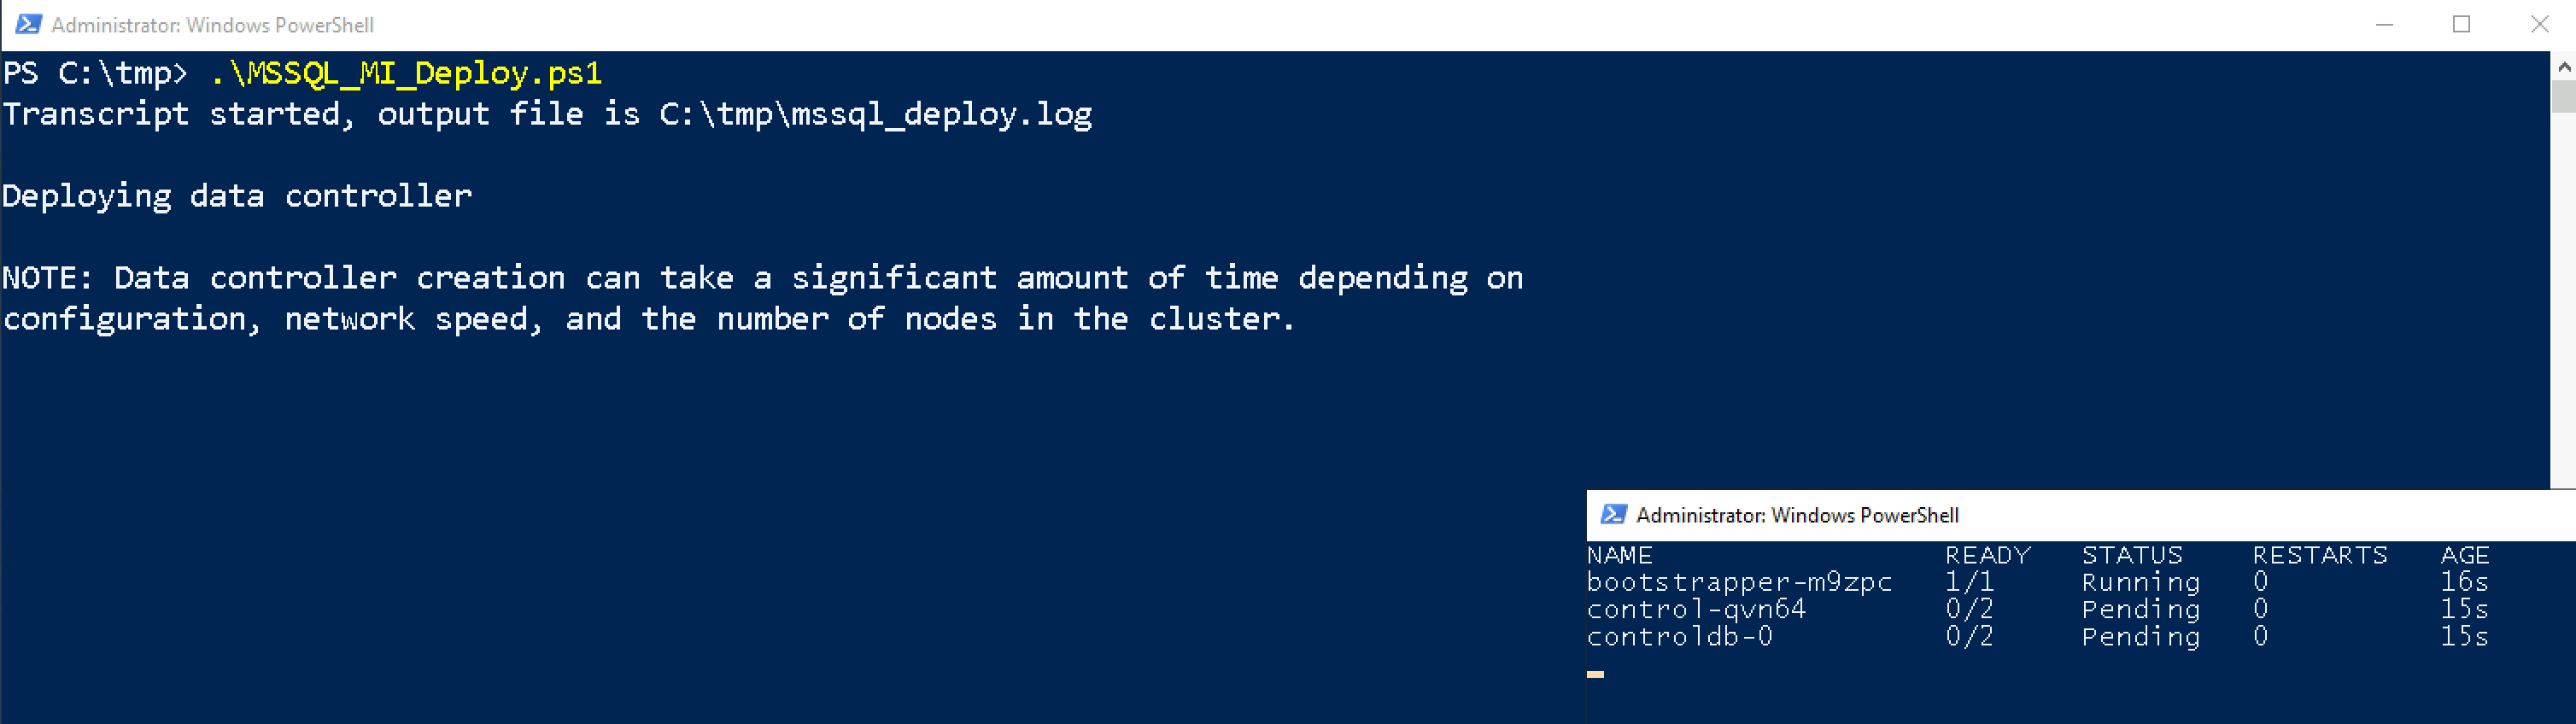 Administrator: Windows PowerShell
PS C:\tmp> .\MSSQL_MI_Deploy.ps1
Transcript started, output file is C:\tmp\mssql_deploy.log
Deploying data controller
NOTE: Data controller creation can take a significant amount of time depending on
configuration, network speed, and the number of nodes in the cluster.
Administrator: Windows PowerShell
NAME READY STATUS RESTARTS AGE
bootstrapper-m9zpc 1/1 Running 0 16s
control-qvn64 0/2 Pending 0 15s
controldb-0 0/2 Pending 0 15s